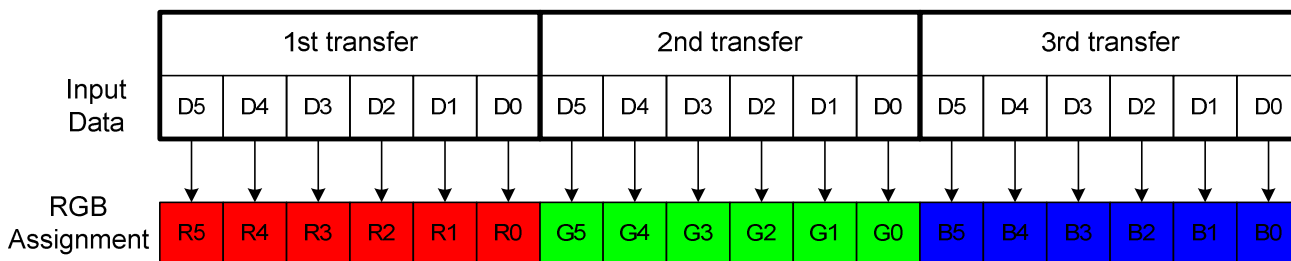 1st transfer 2nd transfer 3rd transfer
Input
Data
D5 D4 D3 D2 D1 D0 D5 D4 D3 D2 D1 D0 D5 D4 D3 D2 D1 D0
RGB
Assignment
R5 R4 R3 R2 R1 R0 G5 G4 G3 G2 G1 G0 B5 B4 B3 B2 B1 B0